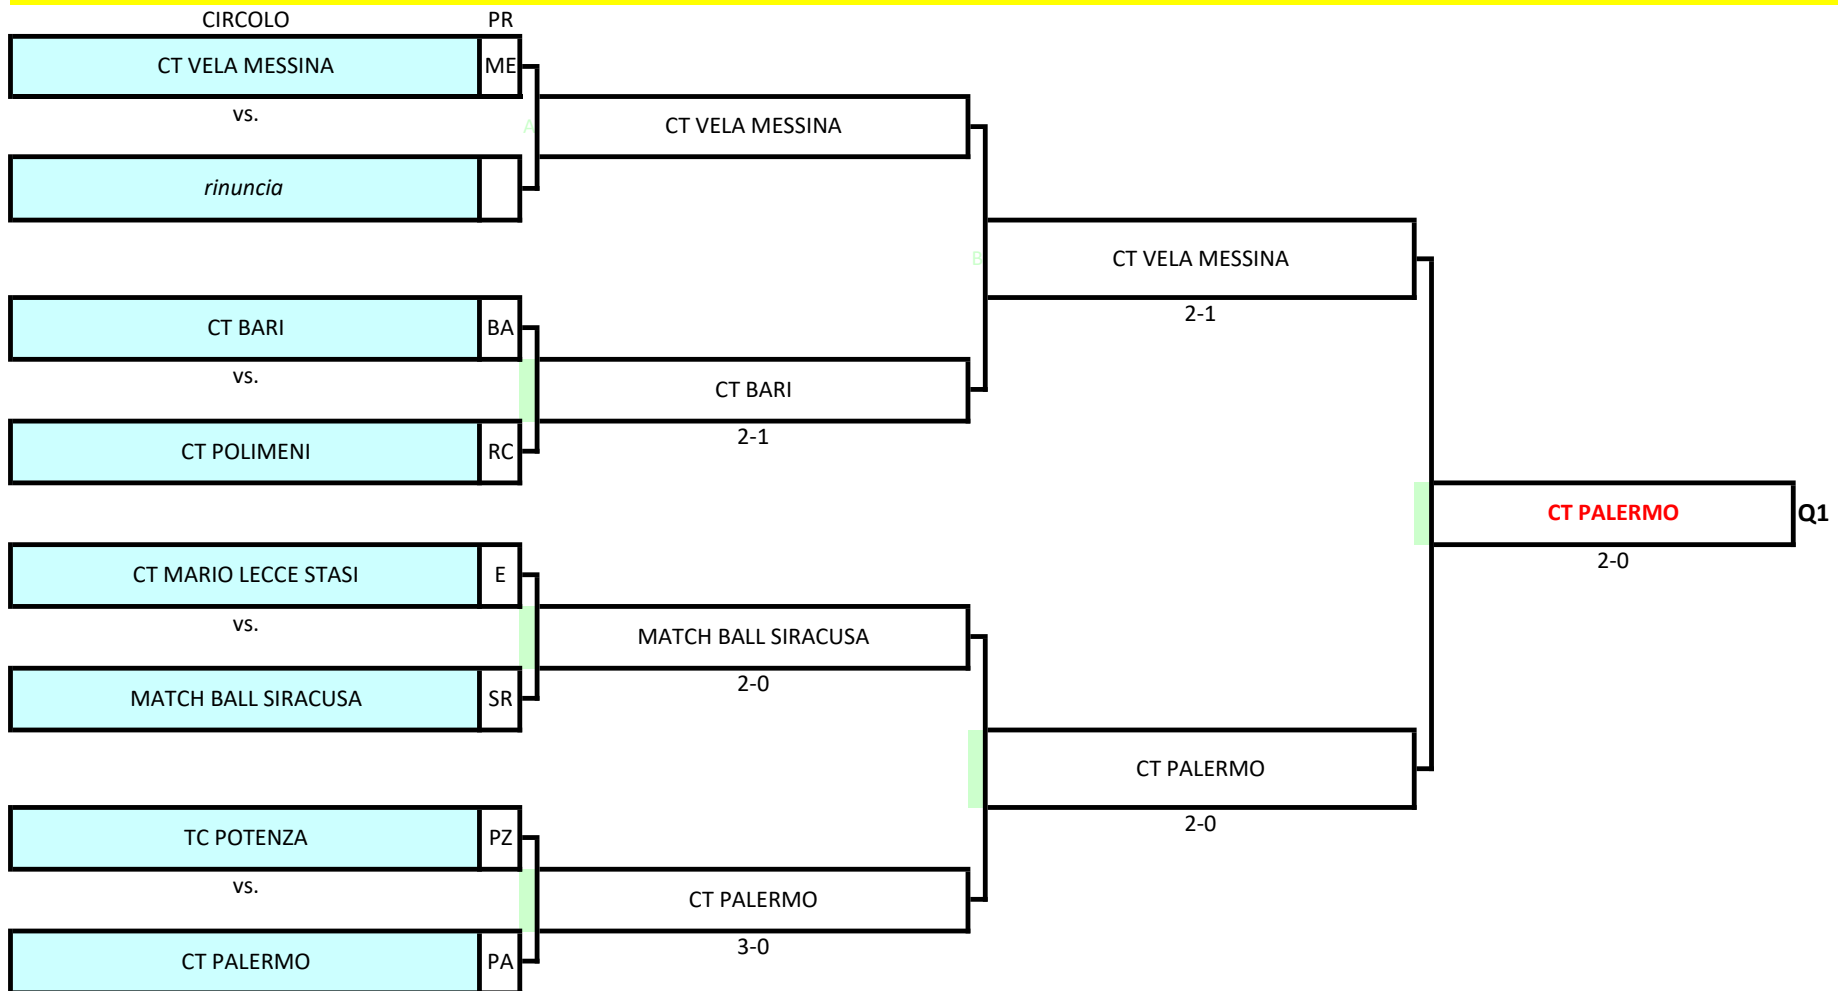 CIRCOLO PR
CT VELA MESSINA ME
vs.
A
CT VELA MESSINA
rinuncia
B
CT VELA MESSINA
2-1
CT BARI BA
vs.
CT BARI
2-1
CT POLIMENI RC
CT PALERMO Q1
2-0
CT MARIO LECCE STASI E
vs.
MATCH BALL SIRACUSA
2-0
MATCH BALL SIRACUSA SR
CT PALERMO
2-0
TC POTENZA PZ
vs.
CT PALERMO
3-0
CT PALERMO PA